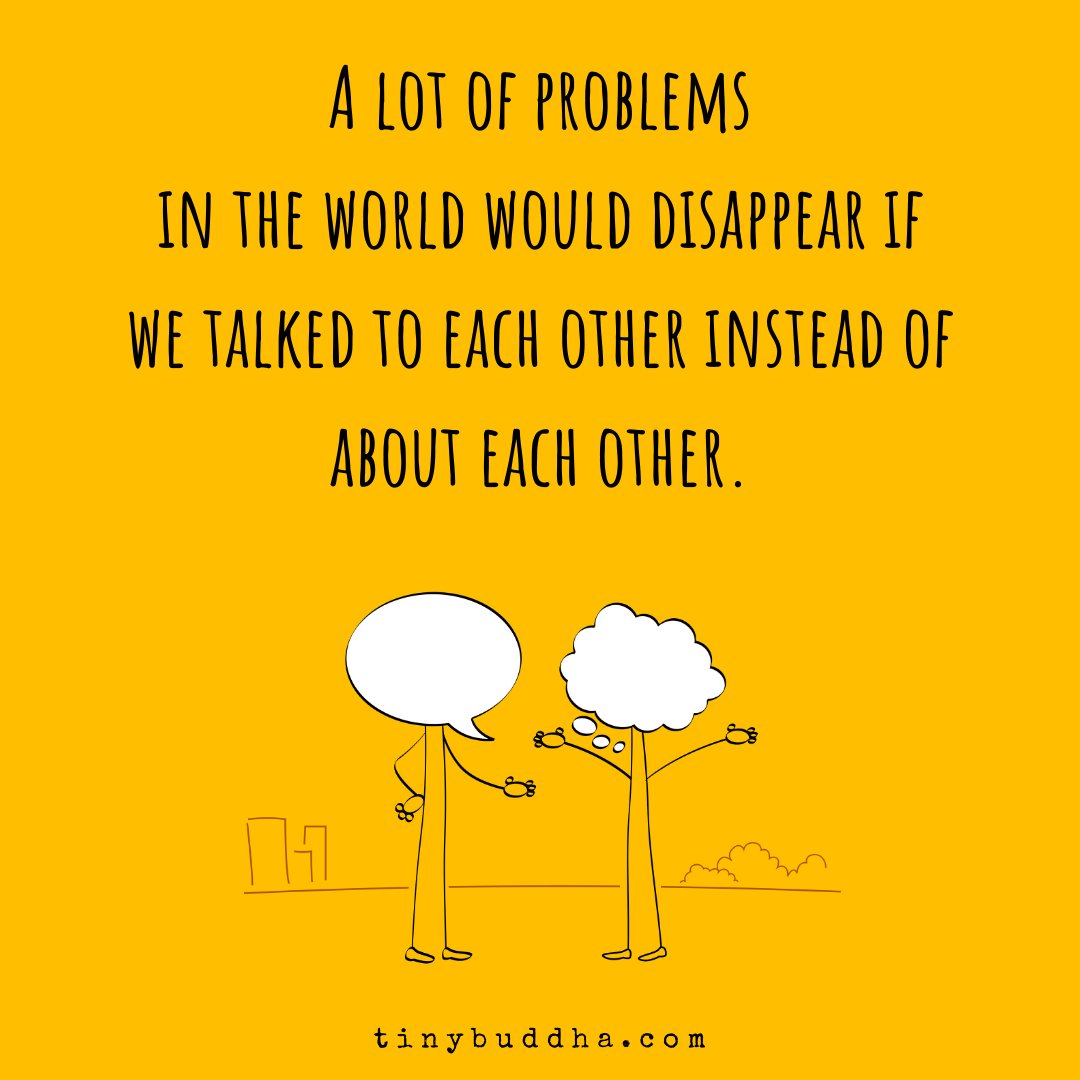 A LOT OF PROBLEMS
IN THE WORLD WOULD DISAPPEAR IF
WE TALKED TO EACH OTHER INSTEAD OF
ABOUT EACH OTHER.
tinybuddha.com